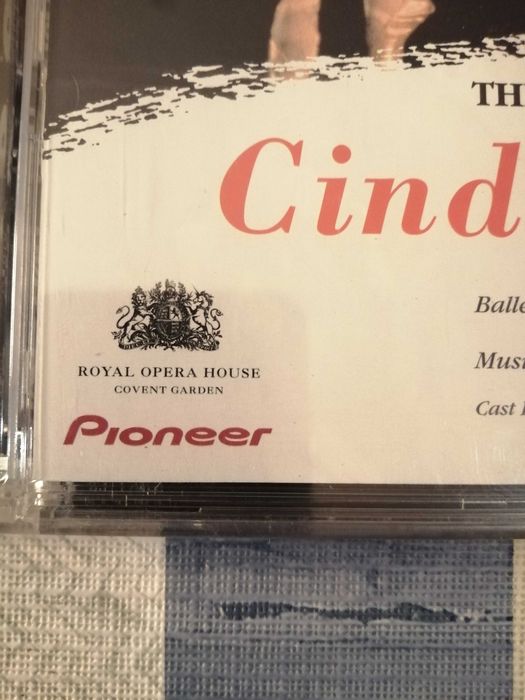 TH
Cind
Balle
Musi
Cast
ROYAL OPERA HOUSE
COVENT GARDEN
Pioneer